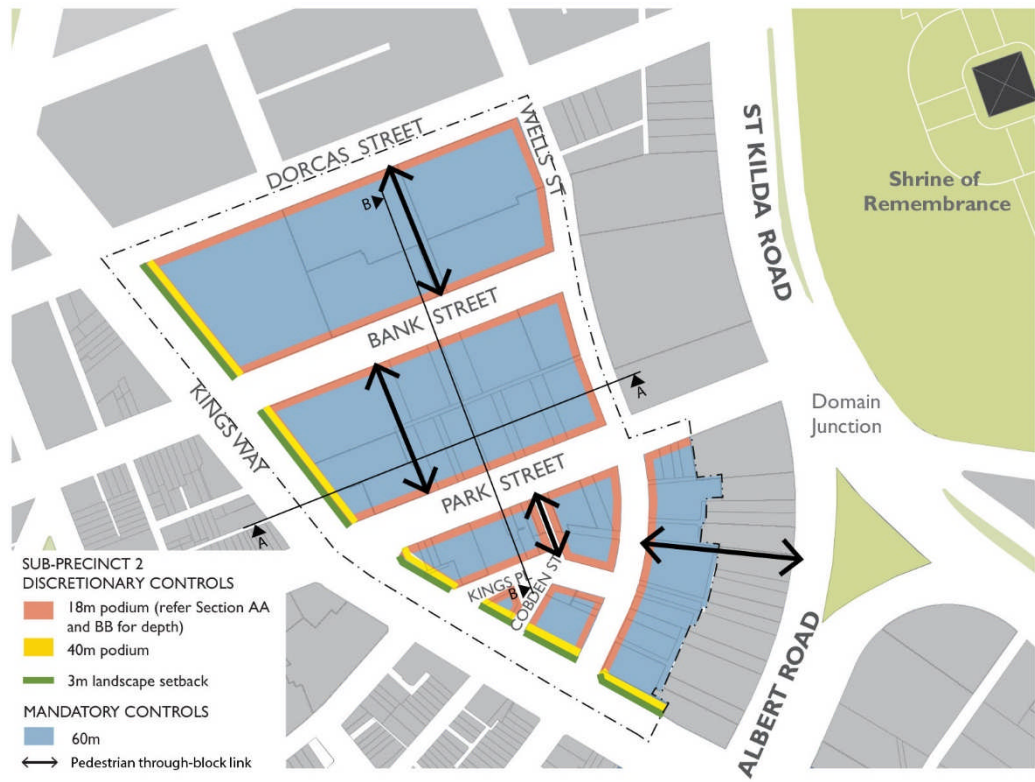 DORCAS STREET
WELLS ST
ST KILDA ROAD
Shrine of
Remembrance
B
BANK STREET
KINGS WAY
A
Domain
Junction
PARK STREET
A
KINGS PL
B
COBDEN ST
ALBERT ROAD
SUB-PRECINCT 2
DISCRETIONARY CONTROLS
18m podium (refer Section AA
and BB for depth)
40m podium
3m landscape setback
MANDATORY CONTROLS
60m
Pedestrian through-block link